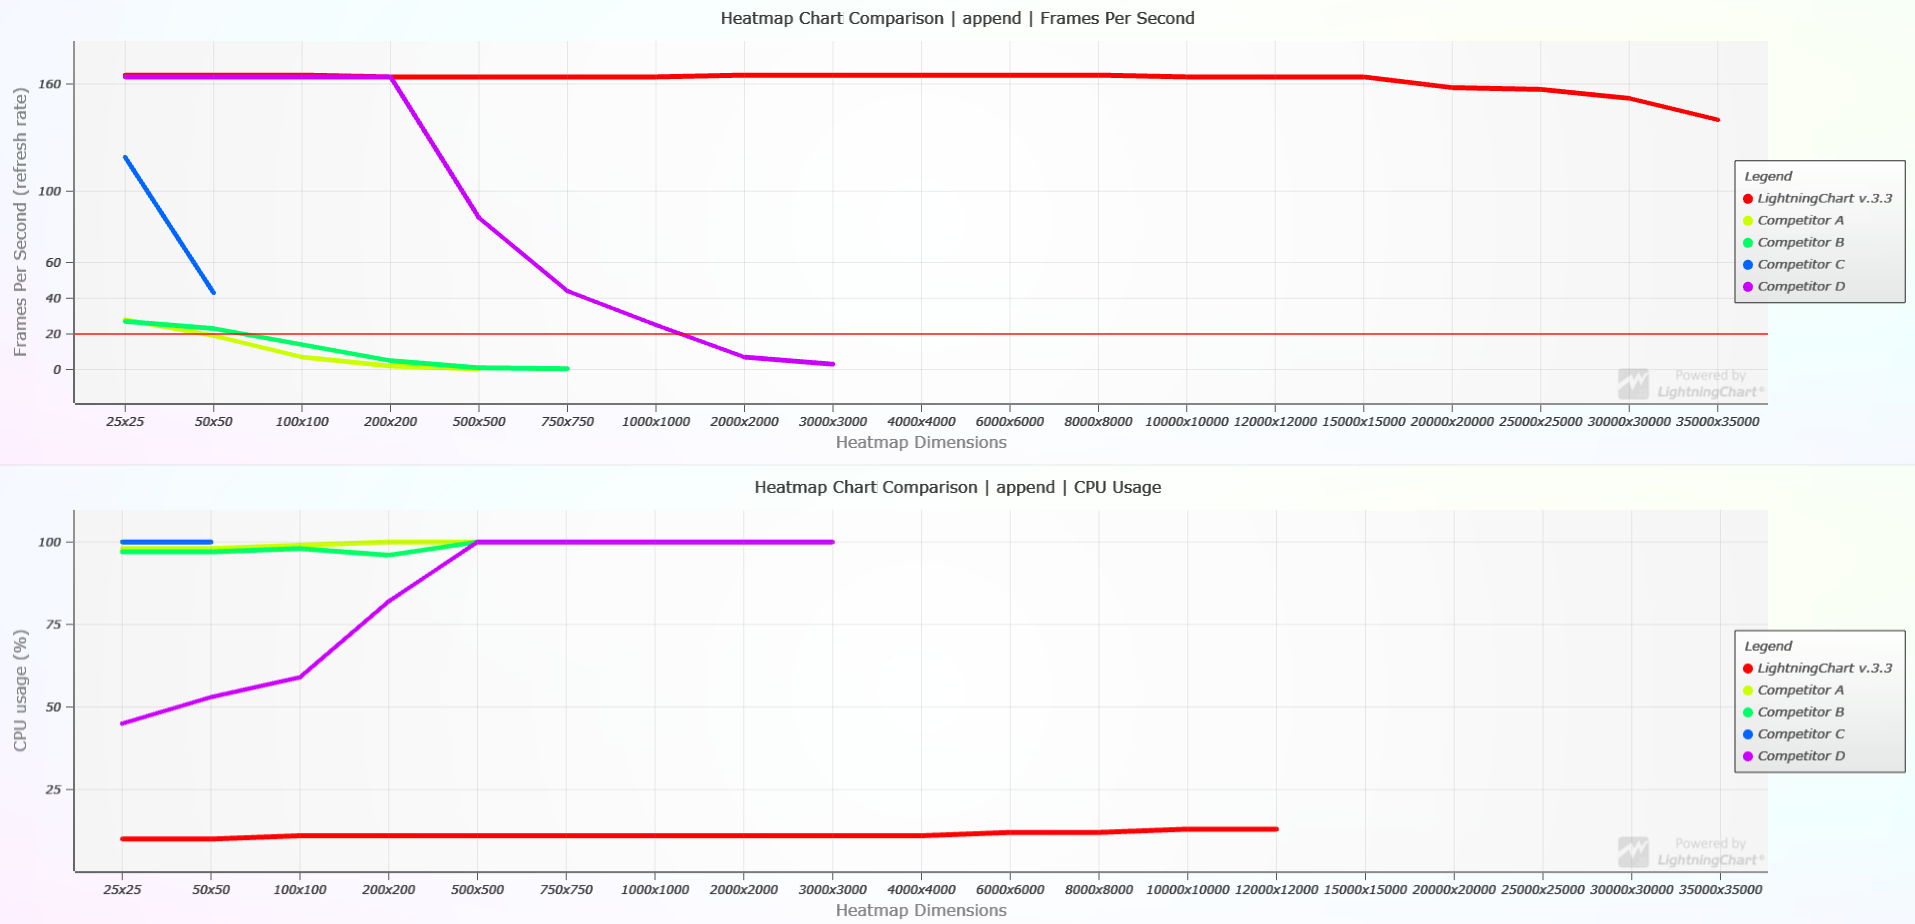 Heatmap Chart Comparison | append | Frames Per Second
Frames Per Second (refresh rate)
160
100
60
40
20
0
Legend
LightningChart v.3.3
Competitor A
Competitor B
Competitor C
Competitor D
Powered by
LightningChart®
25x25 50x50 100x100 200x200 500x500 750x750 1000x1000 2000x2000 3000x3000 4000x4000 6000x6000 8000x8000 10000x10000 12000x12000 15000x15000 20000x20000 25000x25000 30000x30000 35000x35000
Heatmap Dimensions
Heatmap Chart Comparison | append | CPU Usage
CPU usage (%)
100
75
50
25
Legend
LightningChart v.3.3
Competitor A
Competitor B
Competitor C
Competitor D
Powered by
LightningChart®
25x25 50x50 100x100 200x200 500x500 750x750 1000x1000 2000x2000 3000x3000 4000x4000 6000x6000 8000x8000 10000x10000 12000x12000 15000x15000 20000x20000 25000x25000 30000x30000 35000x35000
Heatmap Dimensions